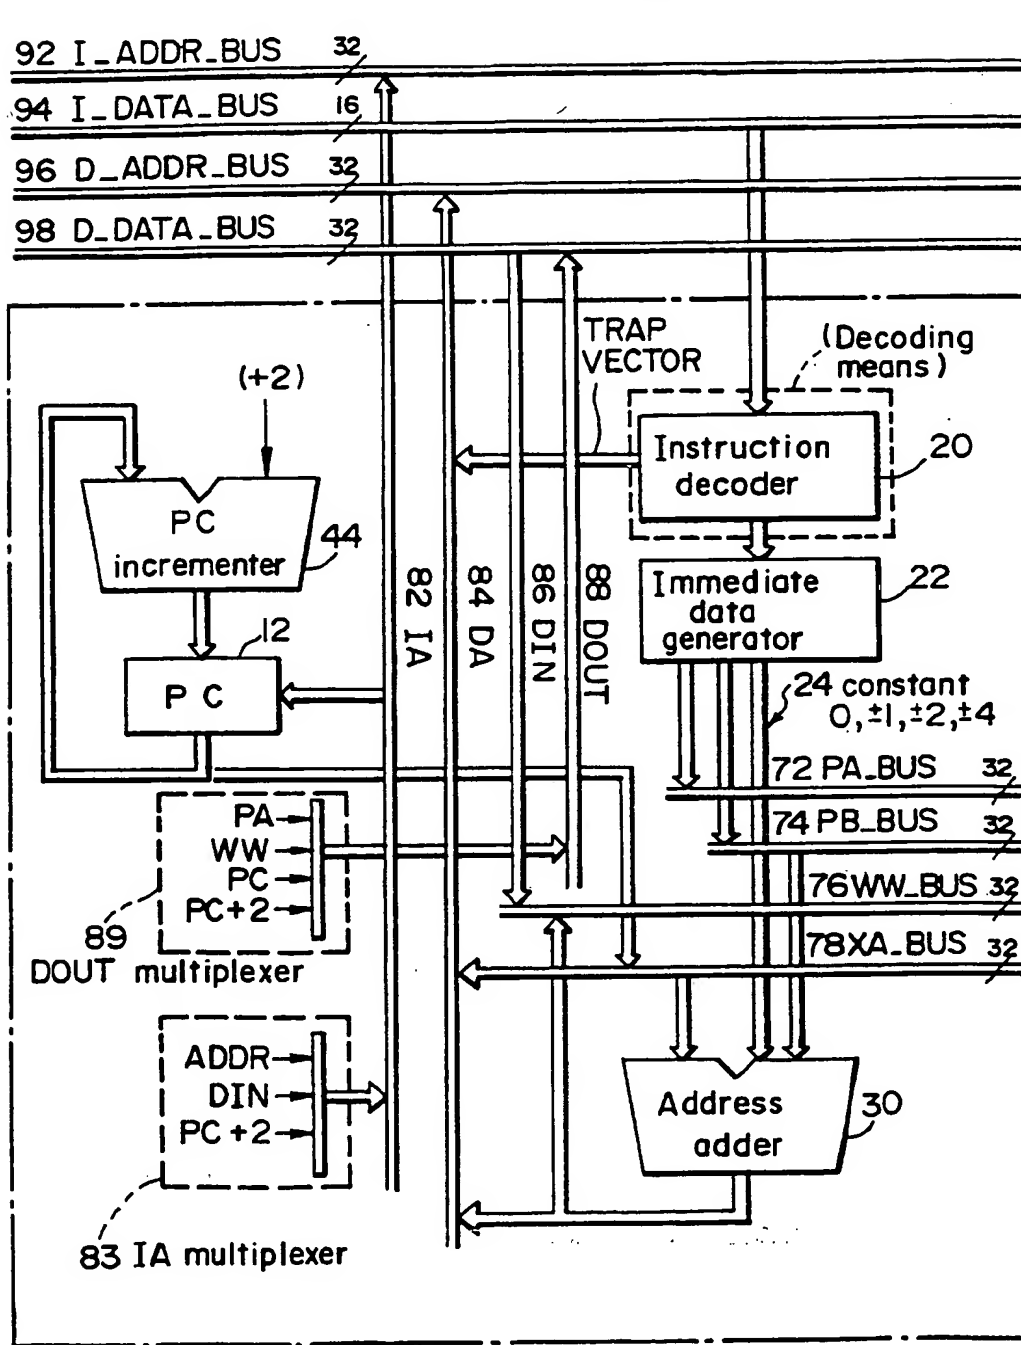 92 I_ADDR_BUS 32
94 I_DATA_BUS 16
96 D_ADDR_BUS 32
98 D_DATA_BUS 32
TRAP
VECTOR
(Decoding
means)
(+2)
Instruction
decoder
20
PC
incrementer
44
82 IA
84 DA
86 DIN
88 DOUT
Immediate
data
generator
22
12
PC
24 constant
0,±1,±2,±4
72 PA_BUS 32
74 PB_BUS 32
76 WW_BUS 32
78 XA_BUS 32
PA
WW
PC
PC+2
89
DOUT multiplexer
ADDR
DIN
PC+2
83 IA multiplexer
Address
adder
30